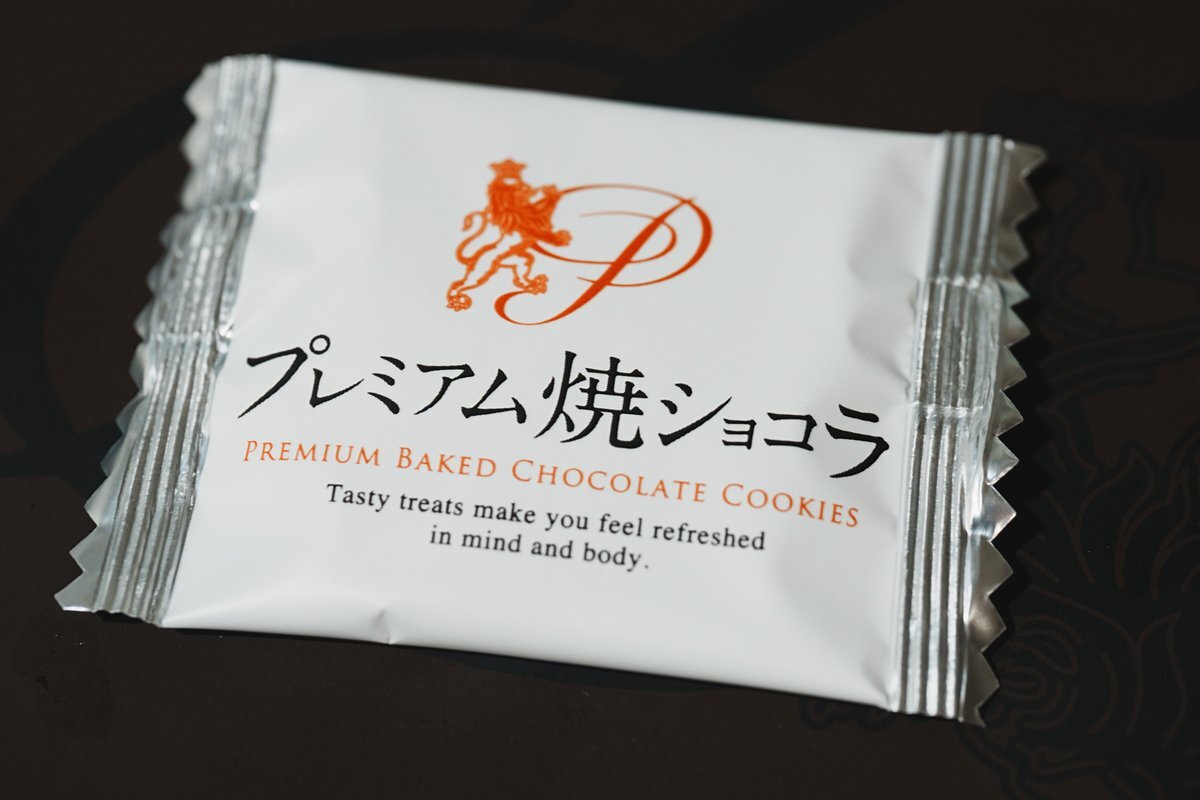 P
プレミアム焼ショコラ
PREMIUM BAKED CHOCOLATE COOKIES
Tasty treats make you feel refreshed
in mind and body.